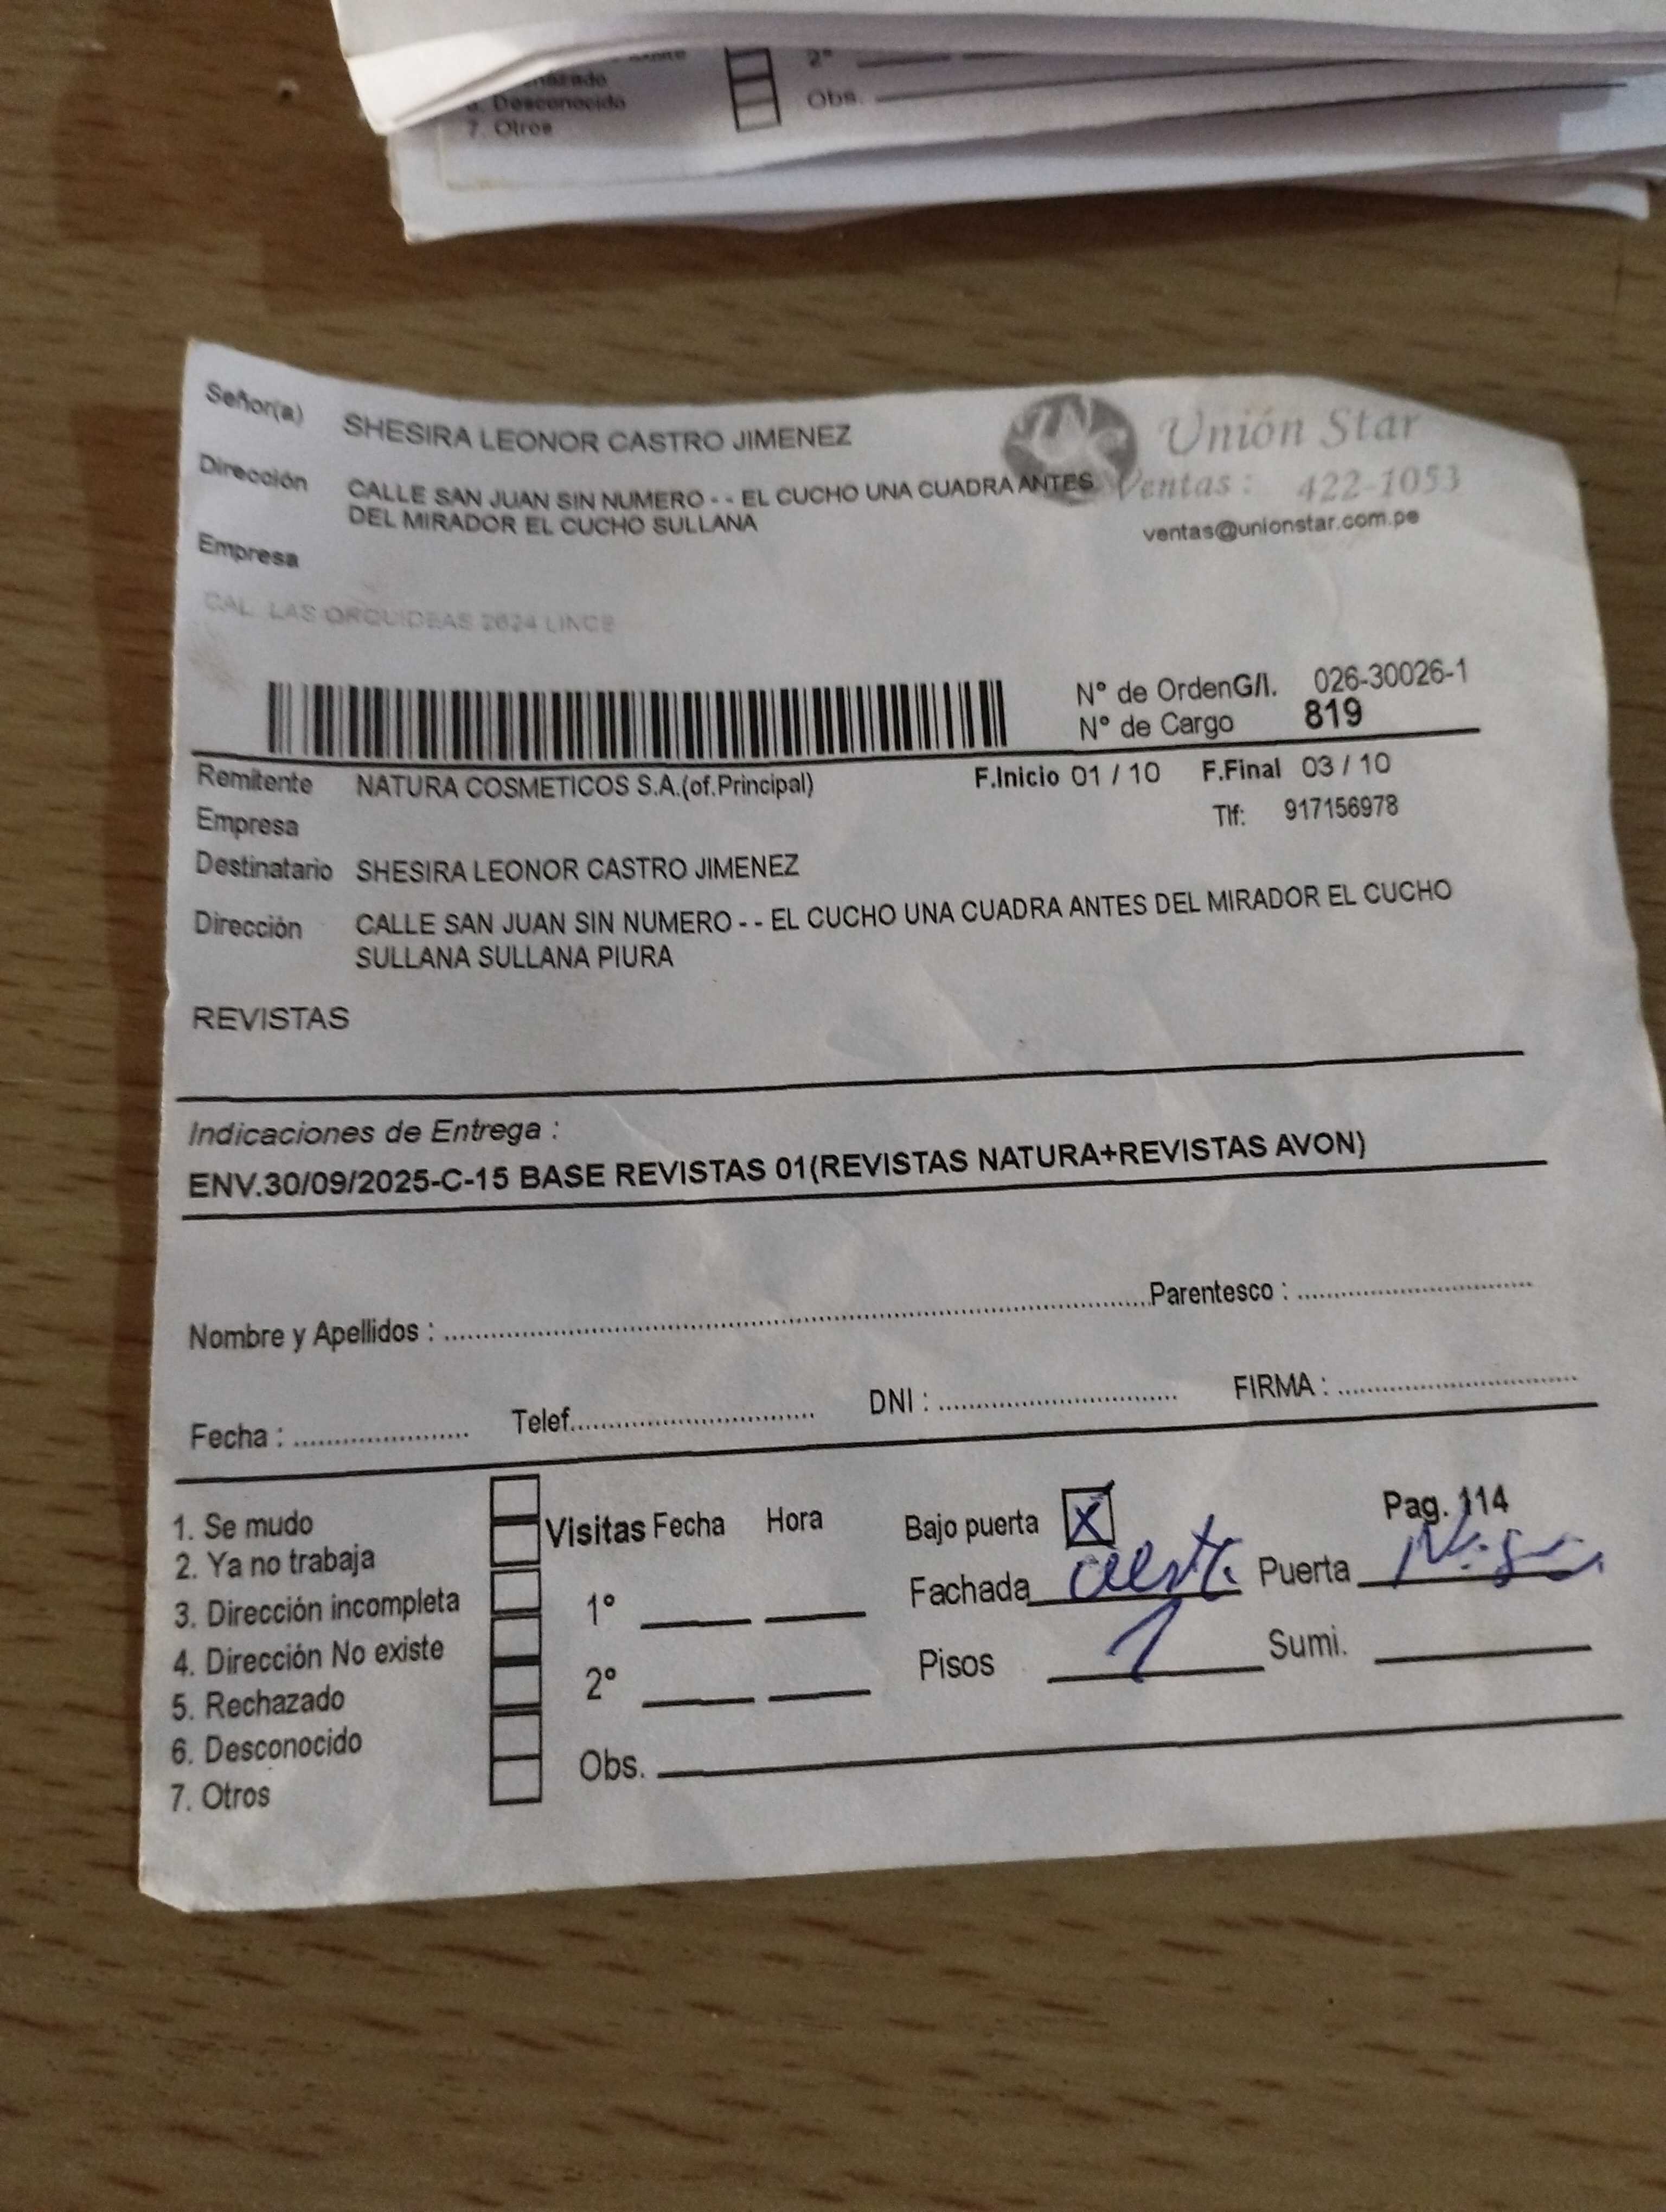 2°
Obs.
6. Desconocido
7. Otros
Señor(a) SHESIRA LEONOR CASTRO JIMENEZ
Unión Star
Dirección CALLE SAN JUAN SIN NUMERO - - EL CUCHO UNA CUADRA ANTES
DEL MIRADOR EL CUCHO SULLANA
Ventas : 422-1053
ventas@unionstar.com.pe
Empresa
CAL. LAS ORQUIDEAS 2624 LINCE
N° de OrdenG/I. 026-30026-1
N° de Cargo 819
Remitente NATURA COSMETICOS S.A.(of.Principal) F.Inicio 01 / 10 F.Final 03 / 10
Empresa Tlf: 917156978
Destinatario SHESIRA LEONOR CASTRO JIMENEZ
Dirección CALLE SAN JUAN SIN NUMERO - - EL CUCHO UNA CUADRA ANTES DEL MIRADOR EL CUCHO
SULLANA SULLANA PIURA
REVISTAS
Indicaciones de Entrega :
ENV.30/09/2025-C-15 BASE REVISTAS 01(REVISTAS NATURA+REVISTAS AVON)
Nombre y Apellidos : Parentesco :
Fecha : Telef. DNI : FIRMA :
1. Se mudo
2. Ya no trabaja
3. Dirección incompleta
4. Dirección No existe
5. Rechazado
6. Desconocido
7. Otros
Visitas Fecha Hora
1°
2°
Obs.
Bajo puerta X Pag. 114
Fachada Puerta
Pisos 1 Sumi.